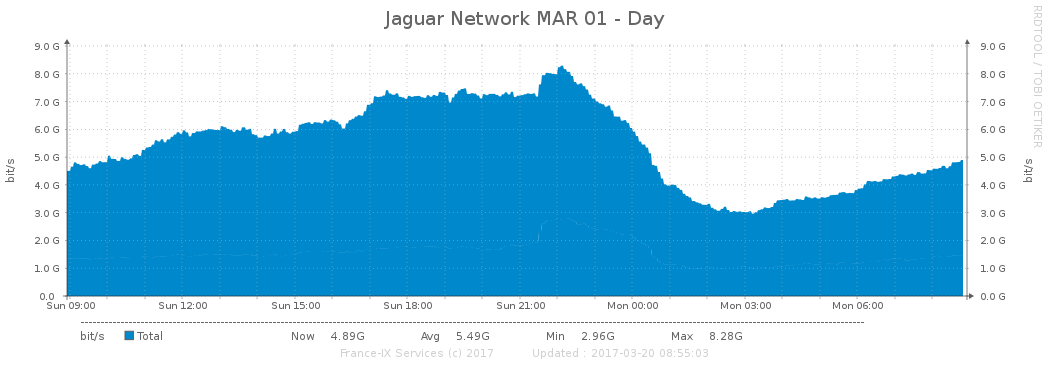 Jaguar Network MAR 01 - Day
RRDTOOL / TOBI OETIKER
bit/s
9.0 G
8.0 G
7.0 G
6.0 G
5.0 G
4.0 G
3.0 G
2.0 G
1.0 G
0.0
9.0 G
8.0 G
7.0 G
6.0 G
5.0 G
4.0 G
3.0 G
2.0 G
1.0 G
0.0 G
bit/s
Sun 09:00 Sun 12:00 Sun 15:00 Sun 18:00 Sun 21:00 Mon 00:00 Mon 03:00 Mon 06:00
bit/s Total Now 4.89G Avg 5.49G Min 2.96G Max 8.28G
France-IX Services (c) 2017 Updated : 2017-03-20 08:55:03